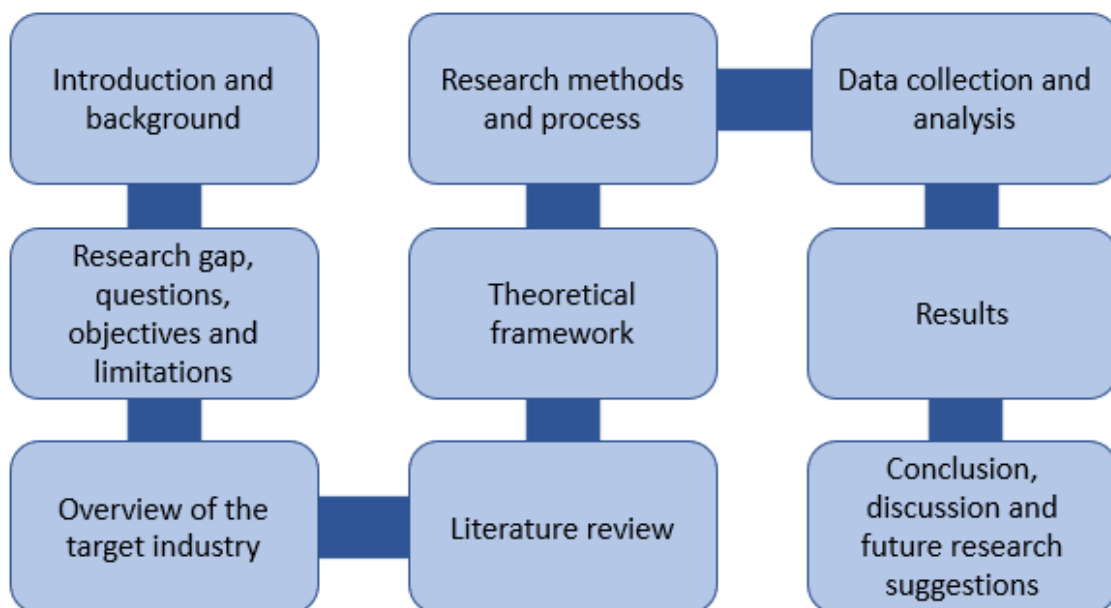 Introduction and
background
Research gap,
questions,
objectives and
limitations
Overview of the
target industry
Literature review
Theoretical
framework
Research methods
and process
Data collection and
analysis
Results
Conclusion,
discussion and
future research
suggestions